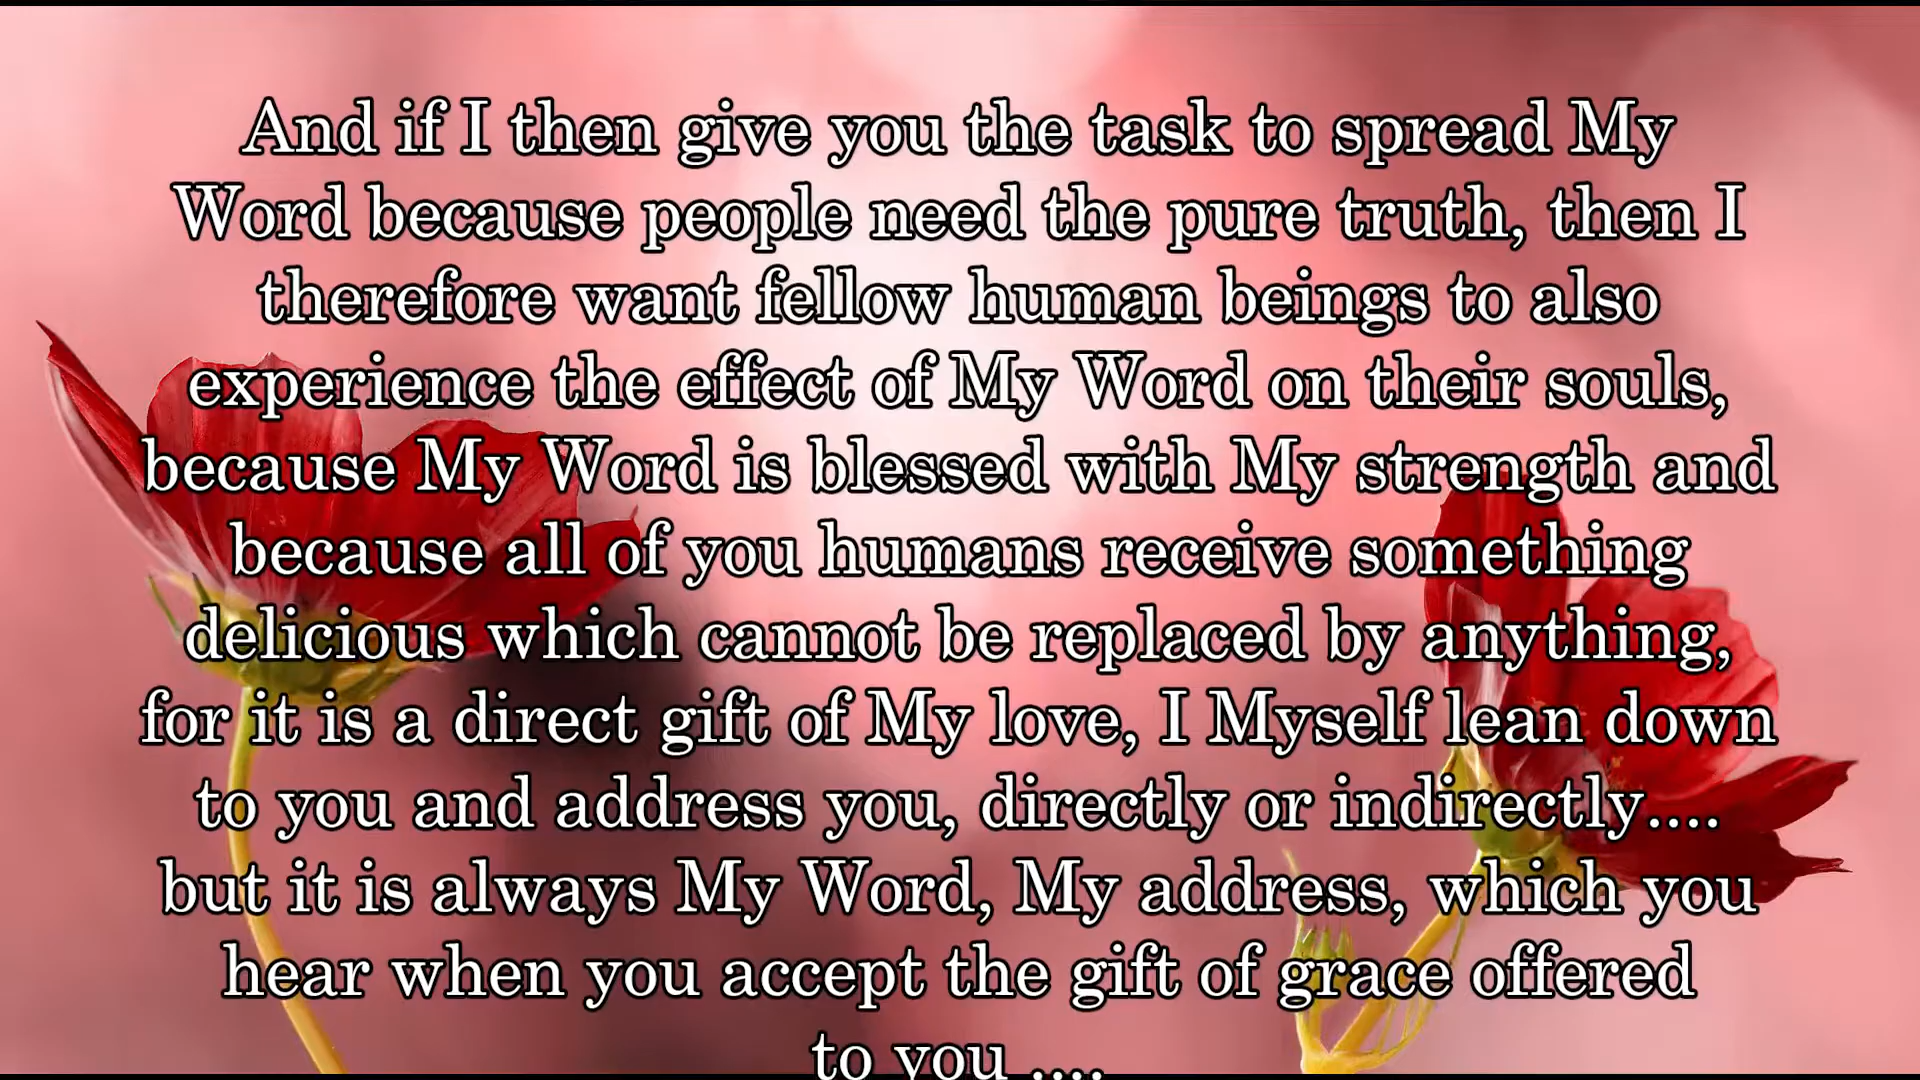 And if I then give you the task to spread My
Word because people need the pure truth, then I
therefore want fellow human beings to also
experience the effect of My Word on their souls,
because My Word is blessed with My strength and
because all of you humans receive something
delicious which cannot be replaced by anything,
for it is a direct gift of My love, I Myself lean down
to you and address you, directly or indirectly....
but it is always My Word, My address, which you
hear when you accept the gift of grace offered
to you ....